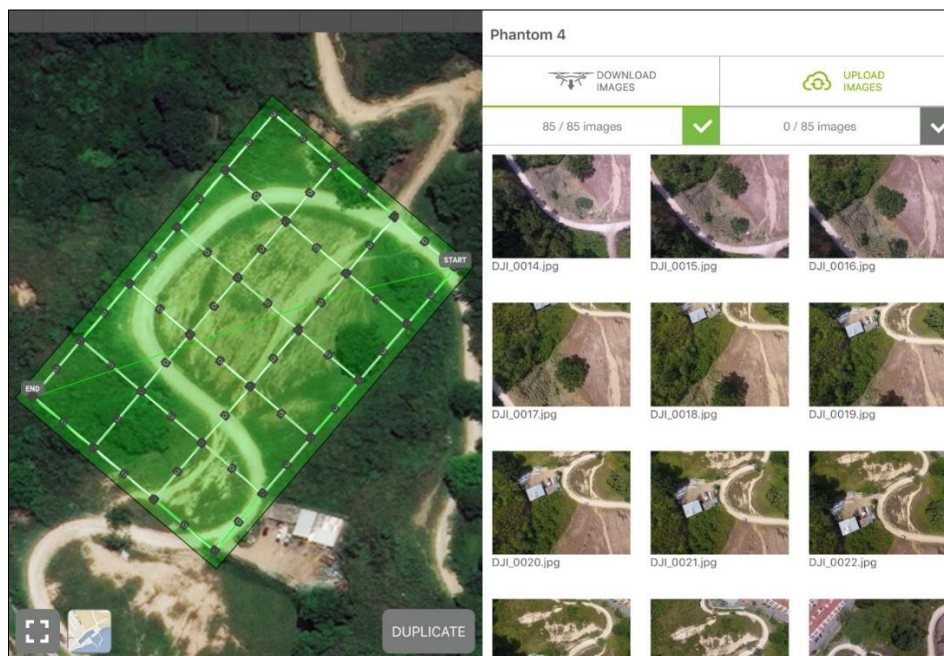 Phantom 4
DOWNLOAD
IMAGES
UPLOAD
IMAGES
85 / 85 images
0 / 85 images
DJI_0014.jpg
DJI_0015.jpg
DJI_0016.jpg
DJI_0017.jpg
DJI_0018.jpg
DJI_0019.jpg
DJI_0020.jpg
DJI_0021.jpg
DJI_0022.jpg
START
END
DUPLICATE